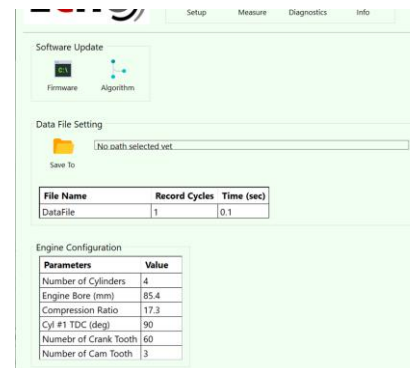 Setup Measure Diagnostics Info
Software Update
C:\
Firmware Algorithm
Data File Setting
No path selected yet
Save To
File Name Record Cycles Time (sec)
DataFile 1 0.1
Engine Configuration
Parameters Value
Number of Cylinders 4
Engine Bore (mm) 85.4
Compression Ratio 17.3
Cyl #1 TDC (deg) 90
Numebr of Crank Tooth 60
Number of Cam Tooth 3